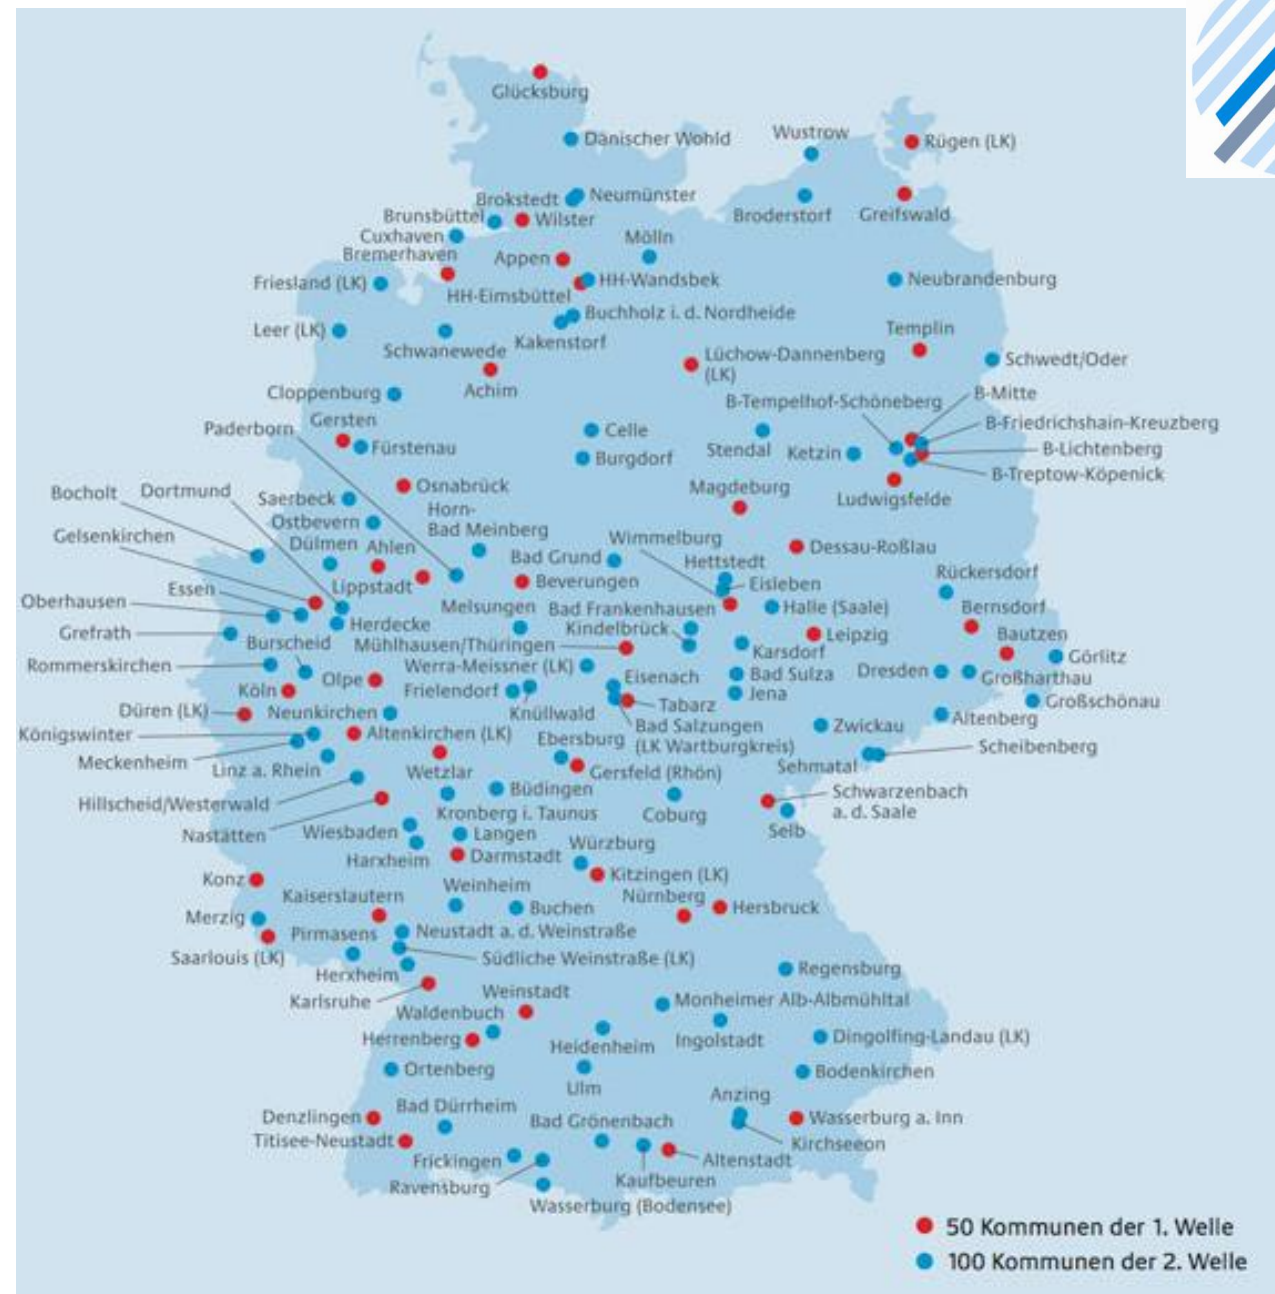 Glücksburg
Dänischer Wohld
Wustrow
Rügen (LK)
Brokstedt
Neumünster
Broderstorf
Greifswald
Brunsbüttel
Wilster
Cuxhaven
Mölln
Bremerhaven
Appen
Friesland (LK)
HH-Wandsbek
Neubrandenburg
HH-Eimsbüttel
Buchholz i. d. Nordheide
Leer (LK)
Templin
Schwanewede
Kakenstorf
Lüchow-Dannenberg
(LK)
Schwedt/Oder
Achim
Cloppenburg
B-Mitte
B-Tempelhof-Schöneberg
Gersten
B-Friedrichshain-Kreuzberg
Paderborn
Celle
Fürstenau
Stendal
Ketzin
B-Lichtenberg
Burgdorf
B-Treptow-Köpenick
Osnabrück
Magdeburg
Ludwigsfelde
Bocholt
Dortmund
Saerbeck
Horn-
Bad Meinberg
Ostbevern
Gelsenkirchen
Wimmelburg
Dülmen
Ahlen
Dessau-Roßlau
Bad Grund
Hettstedt
Rückersdorf
Essen
Lippstadt
Beverungen
Eisleben
Oberhausen
Melsungen
Bad Frankenhausen
Halle (Saale)
Bernsdorf
Herdecke
Kindelbrück
Grefrath
Burscheid
Mühlhausen/Thüringen
Leipzig
Bautzen
Karsdorf
Görlitz
Rommerskirchen
Werra-Meissner (LK)
Bad Sulza
Dresden
Großharthau
Olpe
Eisenach
Köln
Frielendorf
Jena
Großschönau
Düren (LK)
Neunkirchen
Knüllwald
Tabarz
Altenberg
Königswinter
Altenkirchen (LK)
Bad Salzungen
(LK Wartburgkreis)
Zwickau
Ebersburg
Scheibenberg
Meckenheim
Linz a. Rhein
Wetzlar
Gersfeld (Rhön)
Sehmatal
Büdingen
Schwarzenbach
a. d. Saale
Hillscheid/Westerwald
Kronberg i. Taunus
Coburg
Selb
Nastätten
Wiesbaden
Langen
Würzburg
Harxheim
Darmstadt
Kitzingen (LK)
Konz
Kaiserslautern
Weinheim
Nürnberg
Buchen
Hersbruck
Merzig
Pirmasens
Neustadt a. d. Weinstraße
Saarlouis (LK)
Südliche Weinstraße (LK)
Herxheim
Regensburg
Karlsruhe
Weinstadt
Monheimer Alb-Albmühltal
Waldenbuch
Herrenberg
Heidenheim
Ingolstadt
Dingolfing-Landau (LK)
Ortenberg
Bodenkirchen
Ulm
Anzing
Denzlingen
Bad Dürrheim
Bad Grönenbach
Wasserburg a. Inn
Titisee-Neustadt
Kirchseeon
Frickingen
Altenstadt
Ravensburg
Kaufbeuren
Wasserburg (Bodensee)
50 Kommunen der 1. Welle
100 Kommunen der 2. Welle